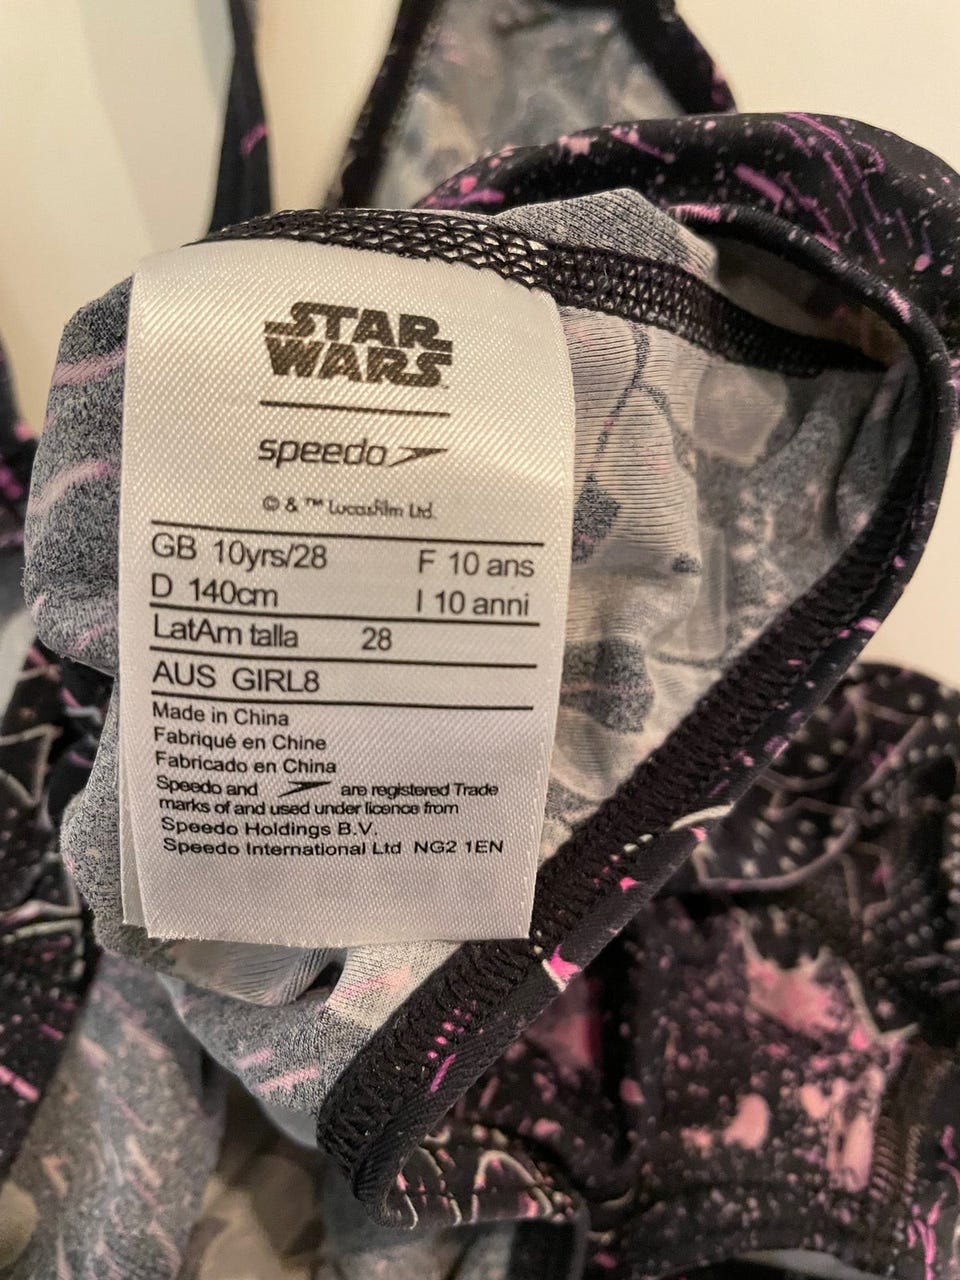 STAR
WARS
speedo
© & ™ Lucasfilm Ltd.
GB 10yrs/28 F 10 ans
D 140cm I 10 anni
LatAm talla 28
AUS GIRL8
Made in China
Fabriqué en Chine
Fabricado en China
Speedo and are registered Trade
marks of and used under licence from
Speedo Holdings B.V.
Speedo International Ltd NG2 1EN